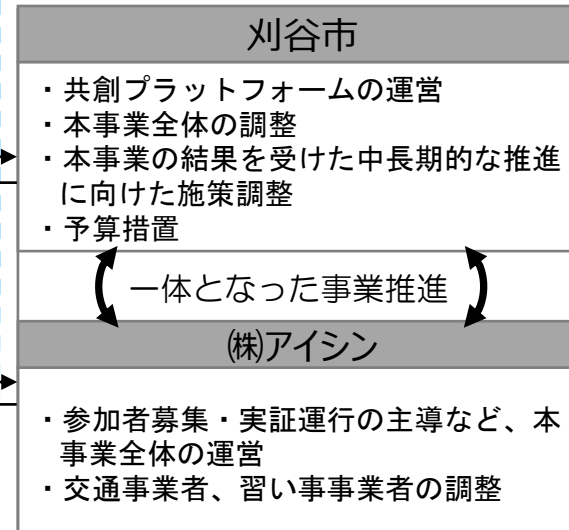 刈谷市
・共創プラットフォームの運営
・本事業全体の調整
・本事業の結果を受けた中長期的な推進
に向けた施策調整
・予算措置
一体となった事業推進
㈱アイシン
・参加者募集・実証運行の主導など、本
事業全体の運営
・交通事業者、習い事事業者の調整